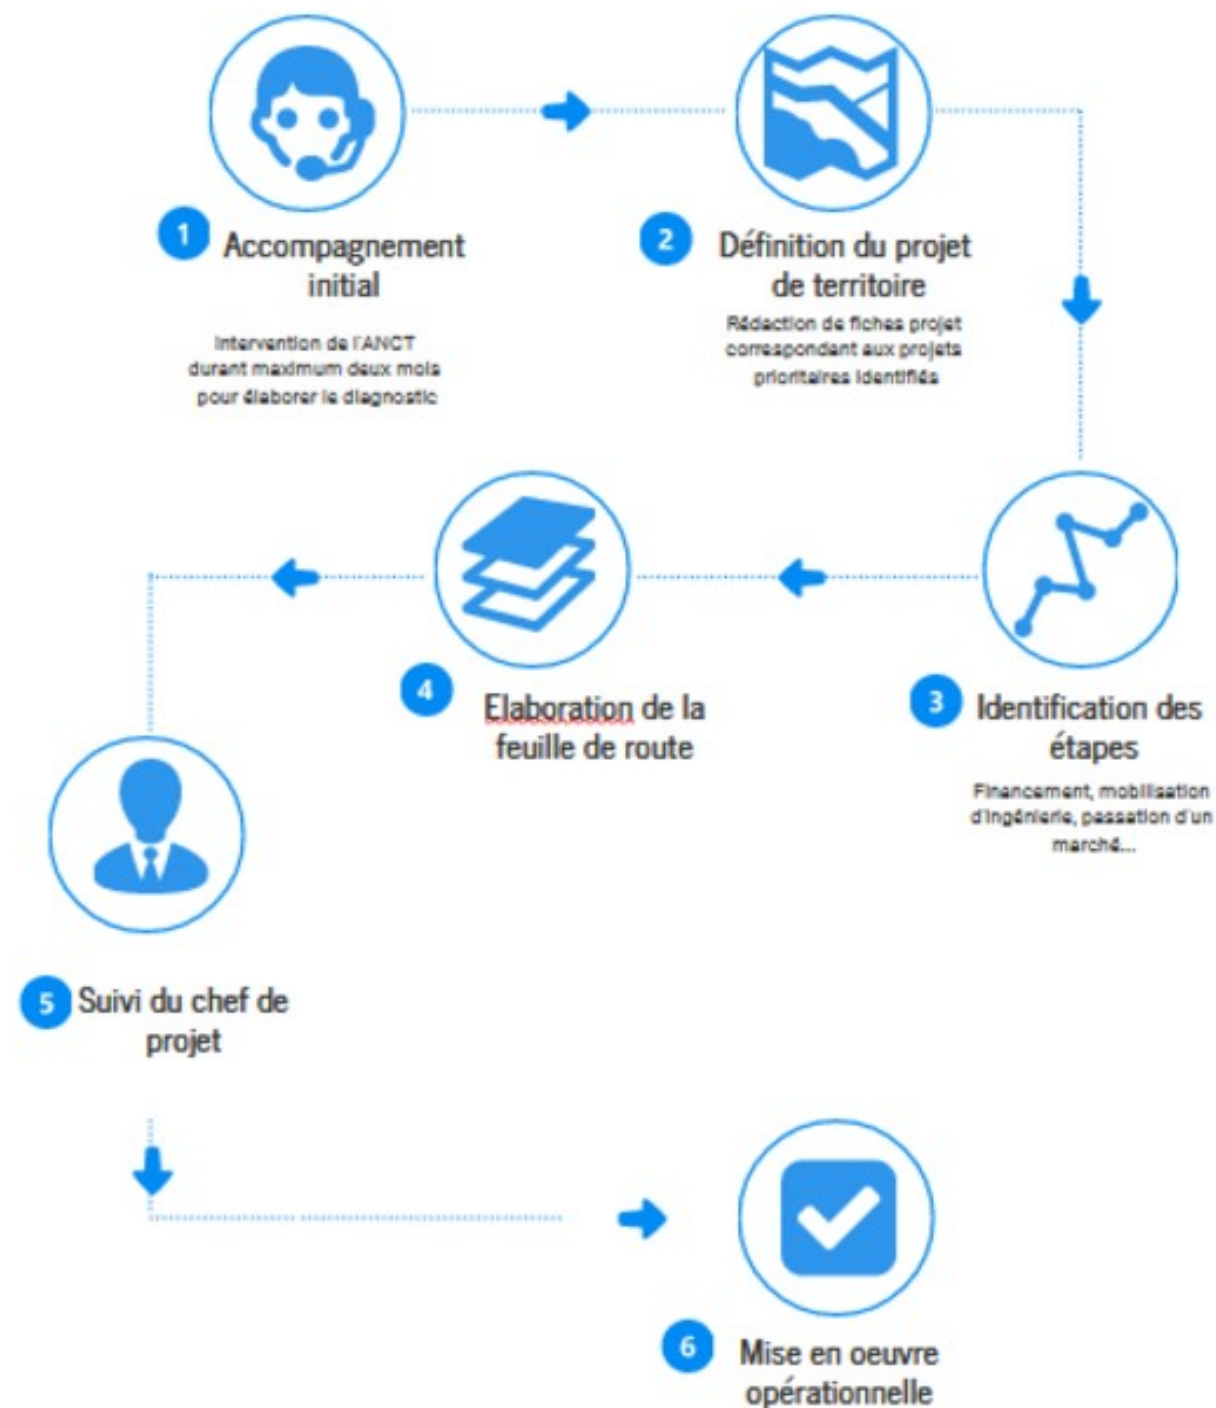 1
Accompagnement
initial
Intervention de l'ANCT
durant maximum deux mois
pour élaborer le diagnostic
2
Définition du projet
de territoire
Rédaction de fiches projet
correspondant aux projets
prioritaires identifiés
3
Identification des
étapes
Financement, mobilisation
d'ingénierie, passation d'un
marché...
4
Elaboration de la
feuille de route
5
Suivi du chef de
projet
6
Mise en oeuvre
opérationnelle